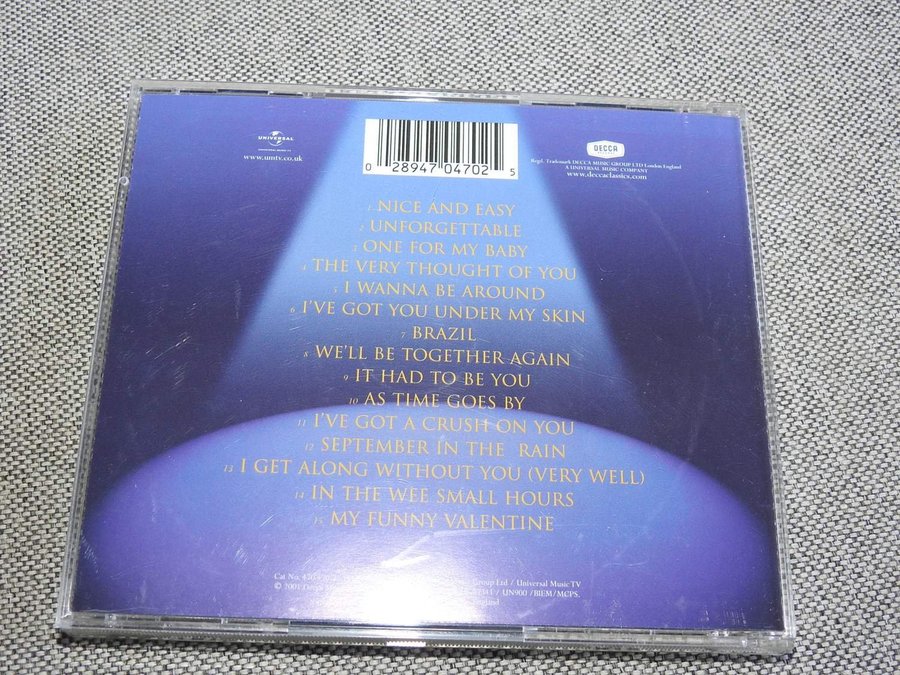 UNIVERSAL
UNIVERSAL MUSIC TV
www.umtv.co.uk
0 28947 04702 5
DECCA
Regd. Trademark DECCA MUSIC GROUP LTD London England
A UNIVERSAL MUSIC COMPANY
www.deccaclassics.com
1 NICE AND EASY
2 UNFORGETTABLE
3 ONE FOR MY BABY
4 THE VERY THOUGHT OF YOU
5 I WANNA BE AROUND
6 I'VE GOT YOU UNDER MY SKIN
7 BRAZIL
8 WE'LL BE TOGETHER AGAIN
9 IT HAD TO BE YOU
10 AS TIME GOES BY
11 I'VE GOT A CRUSH ON YOU
12 SEPTEMBER IN THE RAIN
13 I GET ALONG WITHOUT YOU (VERY WELL)
14 IN THE WEE SMALL HOURS
15 MY FUNNY VALENTINE
Cat No. Group Ltd / Universal Music TV
© 2001 / UN900 / BIEM / MCPS.
England